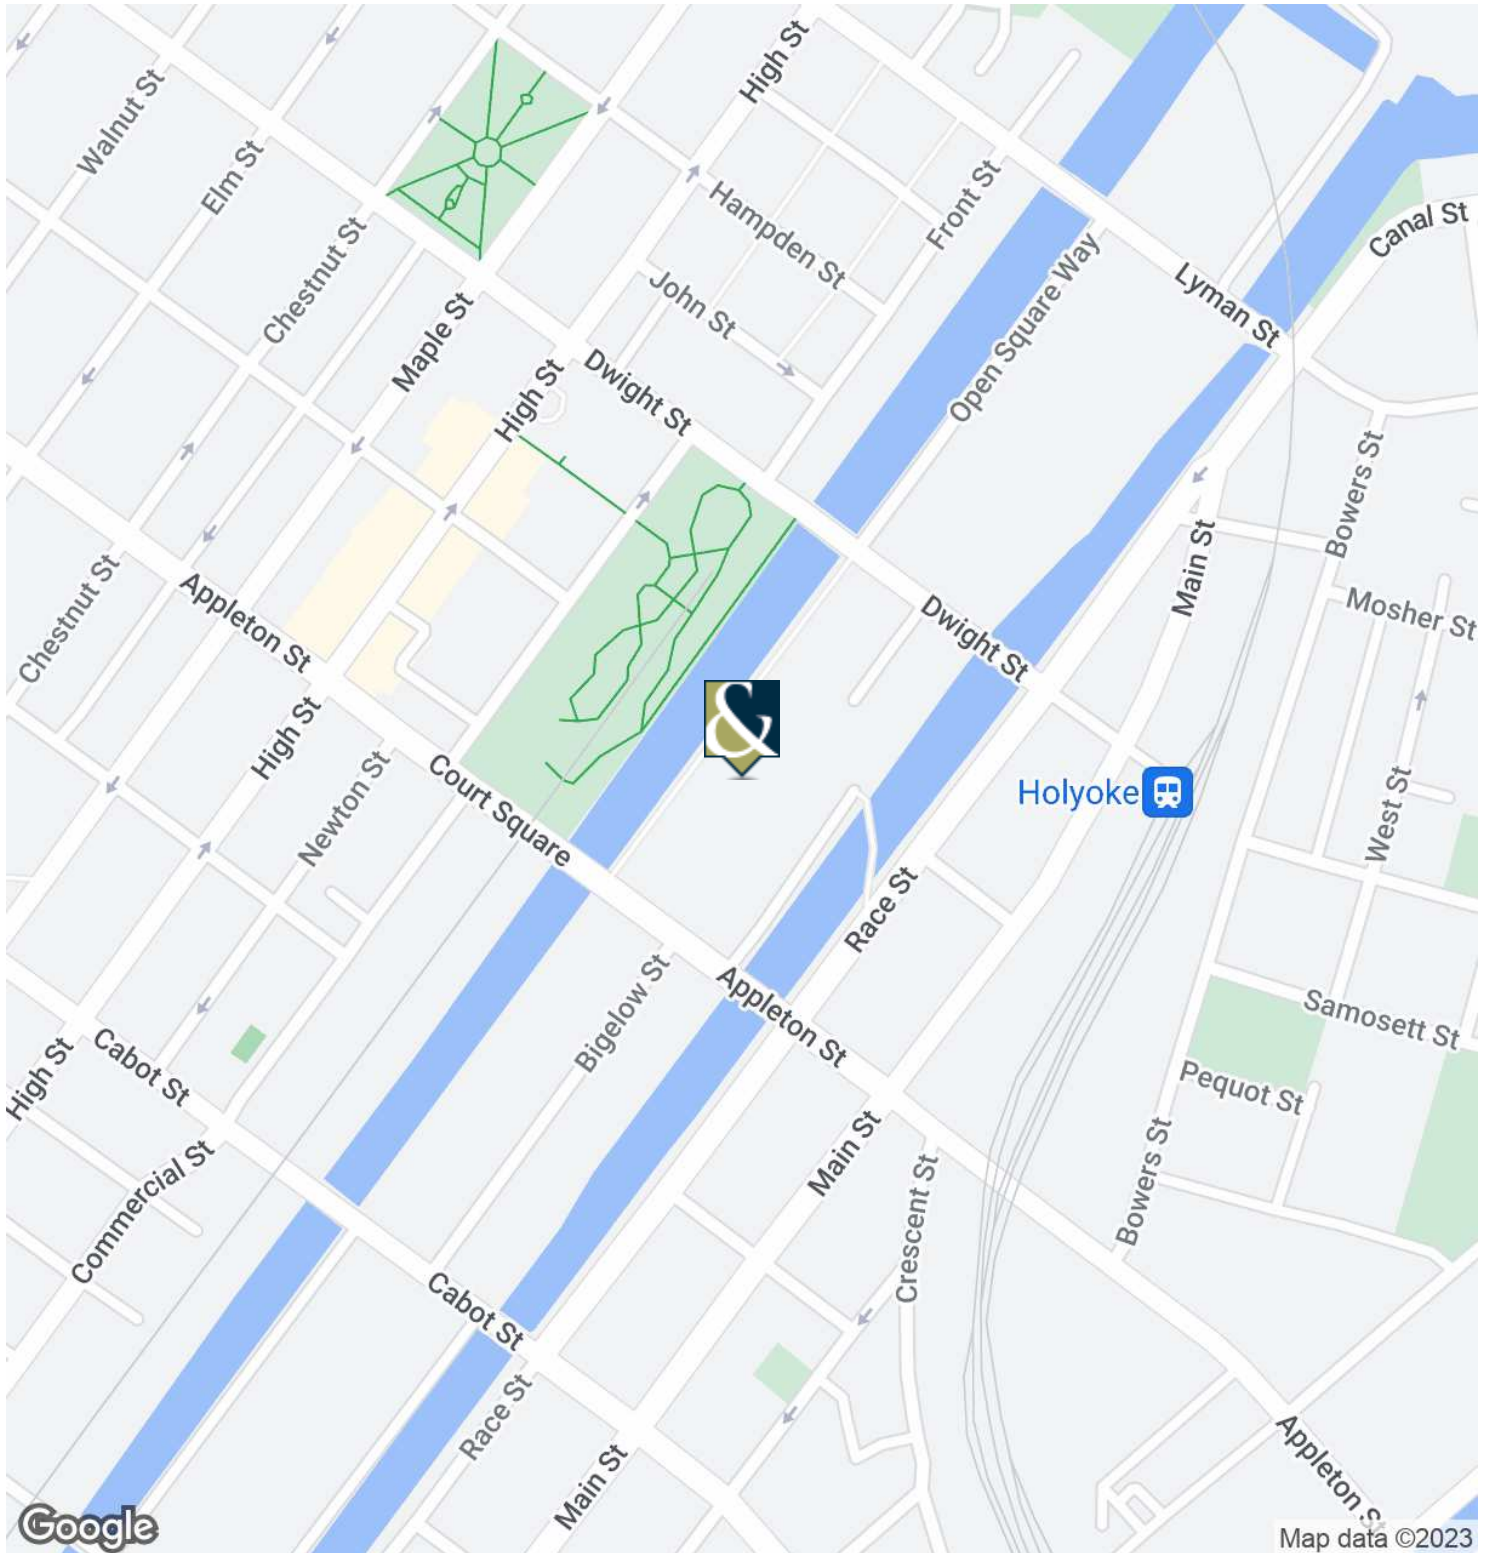 High St
Walnut St
Elm St
Hampden St
Front St
Canal St
Chestnut St
Open Square Way
John St
Lyman St
Maple St
High St
Dwight St
Bowers St
Main St
Chestnut St
Appleton St
Dwight St
Mosher St
&
High St
Holyoke
West St
Newton St
Court Square
Race St
Bigelow St
Appleton St
Samosett St
Pequot St
High St
Cabot St
Commercial St
Main St
Crescent St
Bowers St
Cabot St
Race St
Main St
Appleton S
Google
Map data ©2023